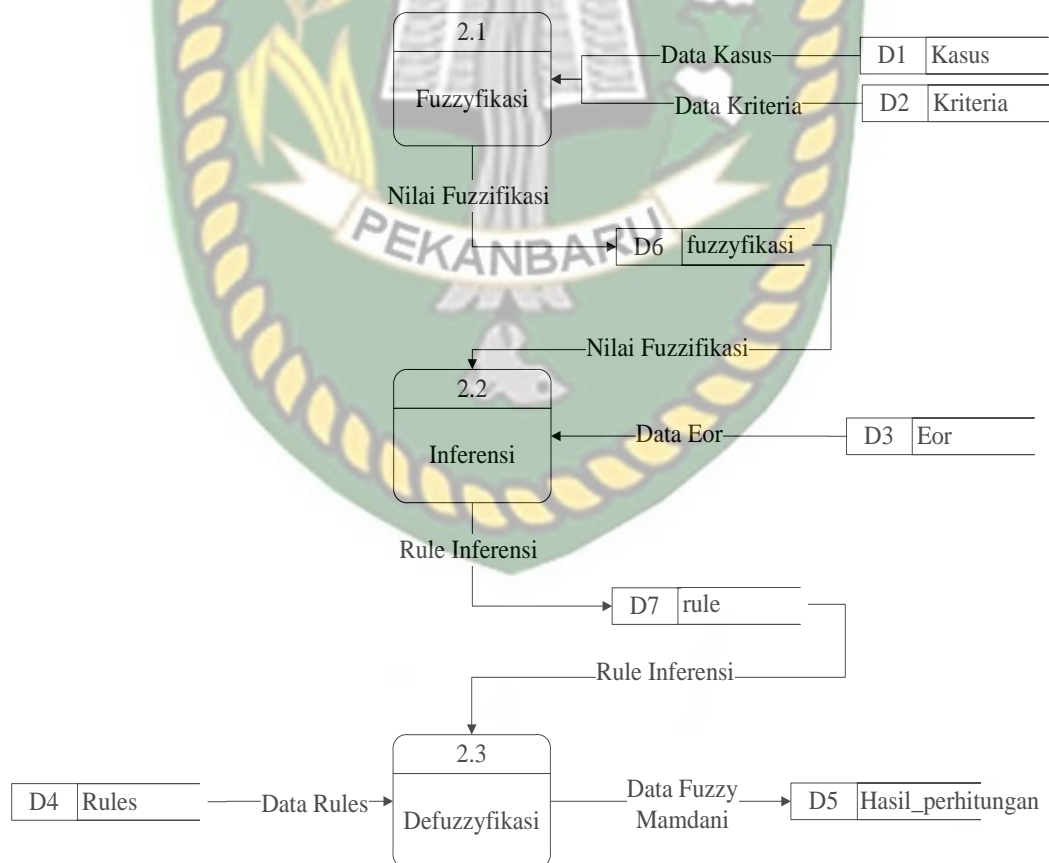 2.1
Fuzzyfikasi
Data Kasus
D1 Kasus
Data Kriteria
D2 Kriteria
Nilai Fuzzifikasi
PEKANBARU
D6 fuzzyfikasi
Nilai Fuzzifikasi
2.2
Inferensi
Data Eor
D3 Eor
Rule Inferensi
D7 rule
Rule Inferensi
2.3
Defuzzyfikasi
D4 Rules
Data Rules
Data Fuzzy
Mamdani
D5 Hasil_perhitungan